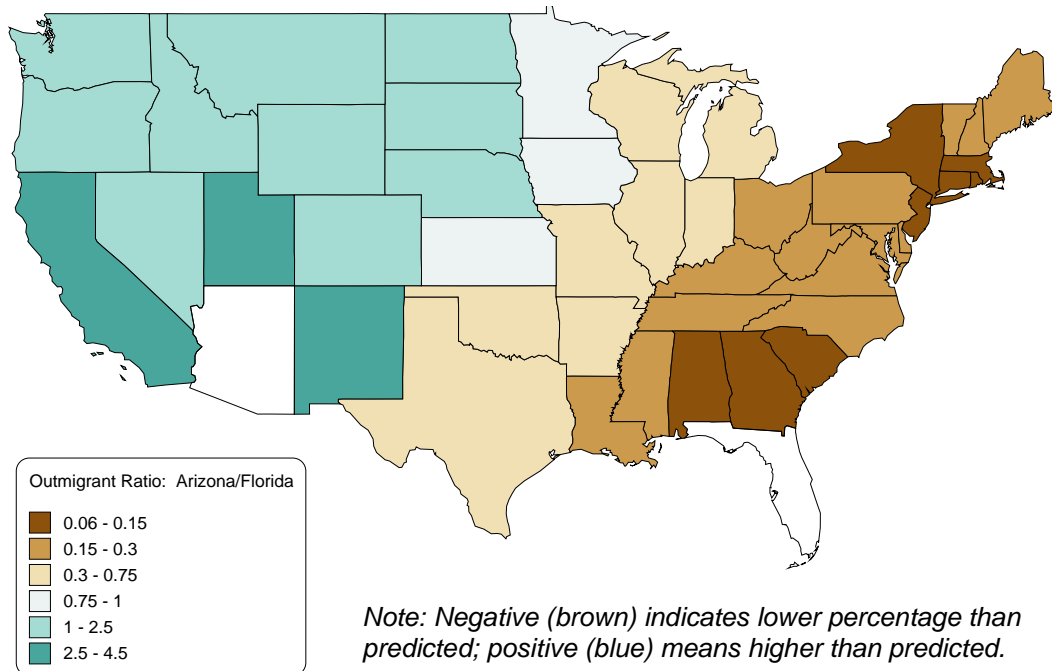 Outmigrant Ratio: Arizona/Florida
0.06 - 0.15
0.15 - 0.3
0.3 - 0.75
0.75 - 1
1 - 2.5
2.5 - 4.5
Note: Negative (brown) indicates lower percentage than
predicted; positive (blue) means higher than predicted.